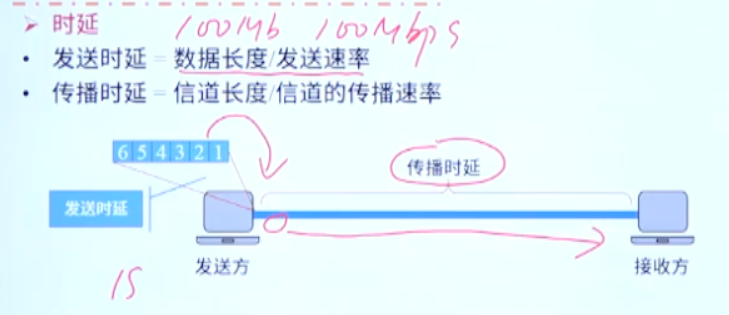 ➢ 时延 100Mb 100Mbps
• 发送时延 = 数据长度/发送速率
• 传播时延 = 信道长度/信道的传播速率
6 5 4 3 2 1
传播时延
发送时延
发送方
接收方
1S